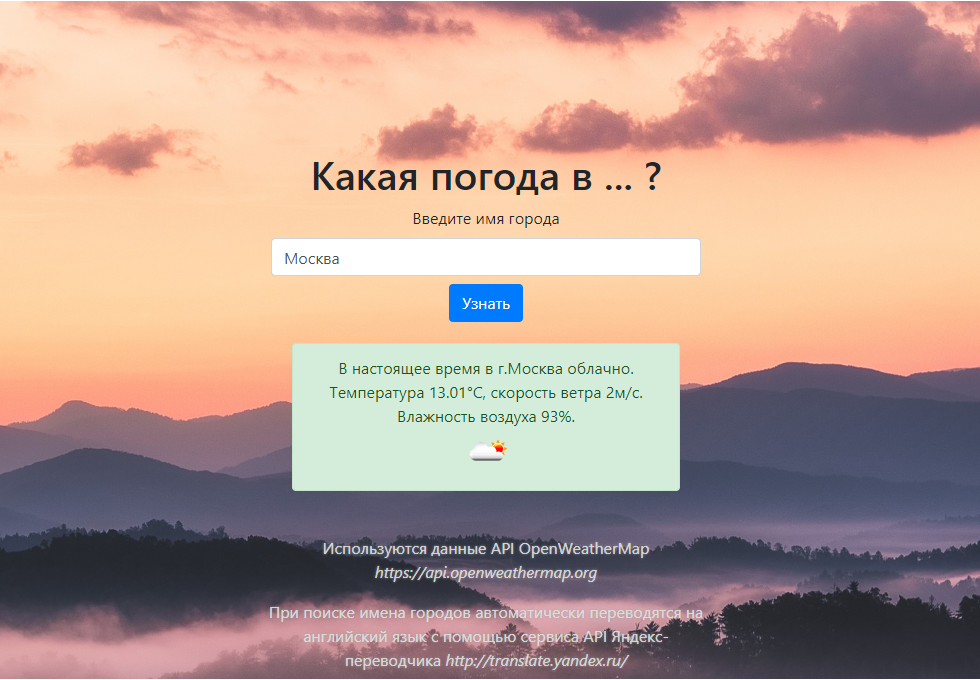 Какая погода в ... ?
Введите имя города
Москва
Узнать
В настоящее время в г.Москва облачно.
Температура 13.01°C, скорость ветра 2м/с.
Влажность воздуха 93%.
Используются данные API OpenWeatherMap
https://api.openweathermap.org
При поиске имена городов автоматически переводятся на
английский язык с помощью сервиса API Яндекс-
переводчика http://translate.yandex.ru/